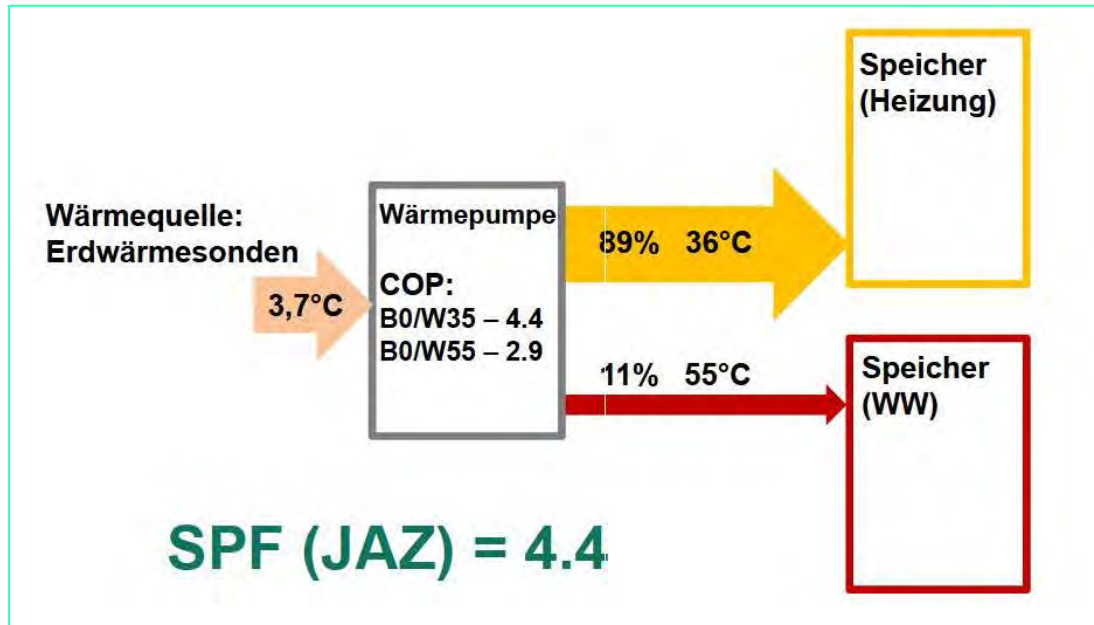 Speicher
(Heizung)
Wärmequelle:
Erdwärmesonden
3,7°C
Wärmepumpe
COP:
B0/W35 – 4.4
B0/W55 – 2.9
89% 36°C
11% 55°C
Speicher
(WW)
SPF (JAZ) = 4.4